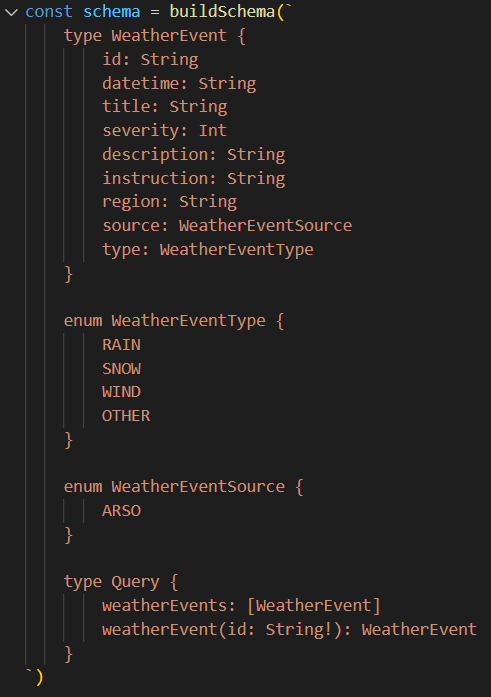 const schema = buildSchema(`
    type WeatherEvent {
        id: String
        datetime: String
        title: String
        severity: Int
        description: String
        instruction: String
        region: String
        source: WeatherEventSource
        type: WeatherEventType
    }

    enum WeatherEventType {
        RAIN
        SNOW
        WIND
        OTHER
    }

    enum WeatherEventSource {
        ARSO
    }

    type Query {
        weatherEvents: [WeatherEvent]
        weatherEvent(id: String!): WeatherEvent
    }
`)